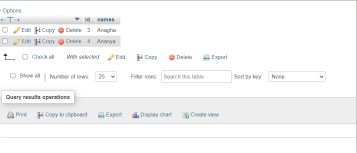 Options
id names
Edit Copy Delete 3 Anagha
Edit Copy Delete 4 Ananya
Check all With selected: Edit Copy Delete Export
Show all Number of rows: 25 Filter rows: Search this table Sort by key: None
Query results operations
Print Copy to clipboard Export Display chart Create view